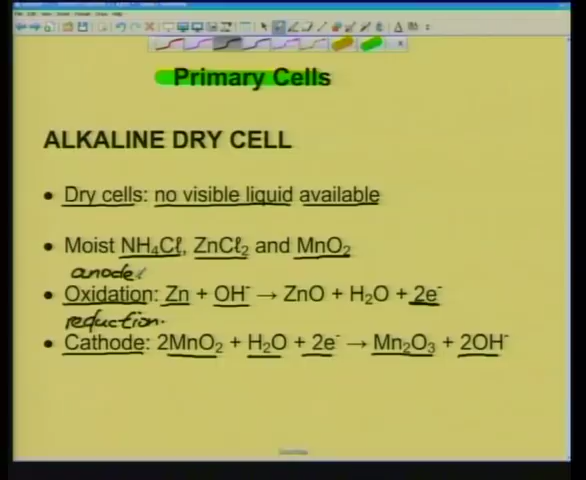 Primary Cells
ALKALINE DRY CELL
• Dry cells: no visible liquid available
• Moist NH₄Cℓ, ZnCℓ₂ and MnO₂
anode
• Oxidation: Zn + OH⁻ → ZnO + H₂O + 2e⁻
reduction.
• Cathode: 2MnO₂ + H₂O + 2e⁻ → Mn₂O₃ + 2OH⁻